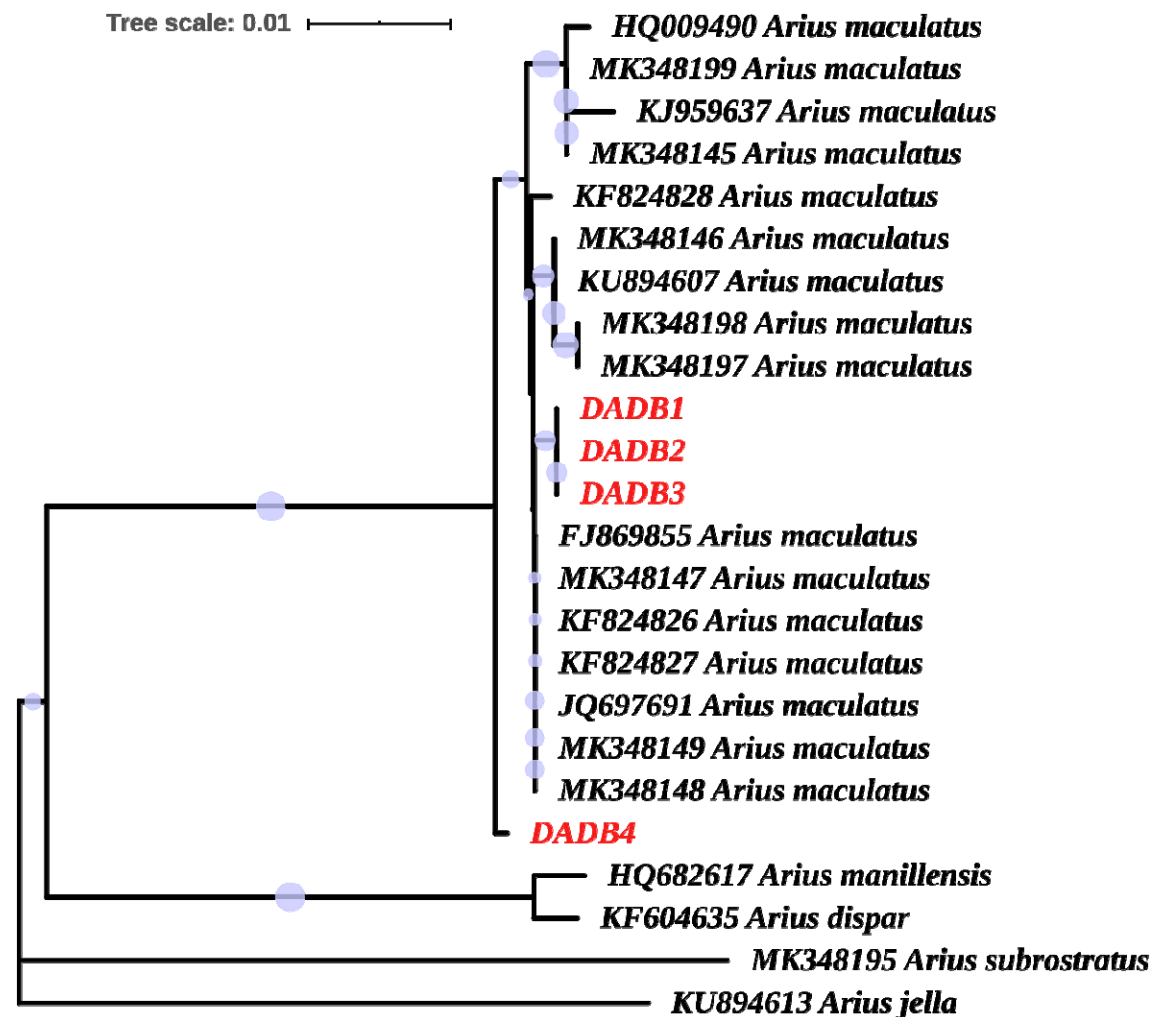 Tree scale: 0.01
HQ009490 Arius maculatus
MK348199 Arius maculatus
KJ959637 Arius maculatus
MK348145 Arius maculatus
KF824828 Arius maculatus
MK348146 Arius maculatus
KU894607 Arius maculatus
MK348198 Arius maculatus
MK348197 Arius maculatus
DADB1
DADB2
DADB3
FJ869855 Arius maculatus
MK348147 Arius maculatus
KF824826 Arius maculatus
KF824827 Arius maculatus
JQ697691 Arius maculatus
MK348149 Arius maculatus
MK348148 Arius maculatus
DADB4
HQ682617 Arius manillensis
KF604635 Arius dispar
MK348195 Arius subrostratus
KU894613 Arius jella